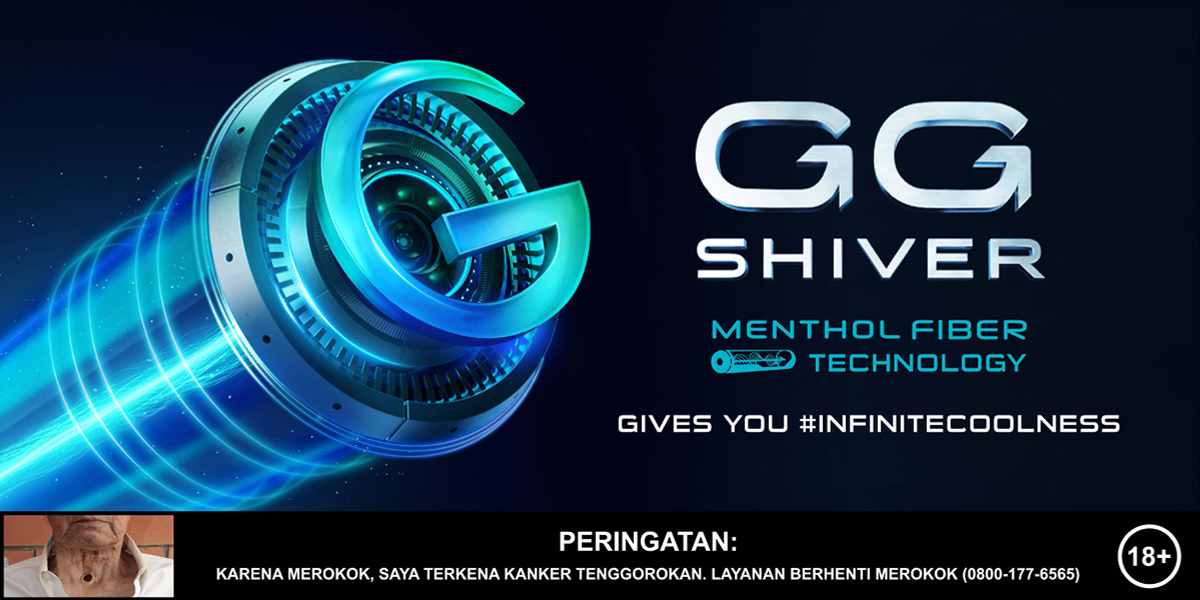 GG
SHIVER
MENTHOL FIBER
TECHNOLOGY
GIVES YOU #INFINITECOOLNESS
PERINGATAN:
KARENA MEROKOK, SAYA TERKENA KANKER TENGGOROKAN. LAYANAN BERHENTI MEROKOK (0800-177-6565)
18+